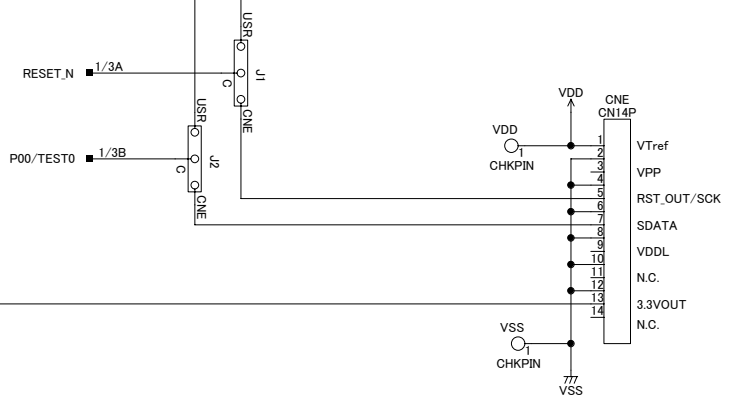 USR
RESET_N
1/3A
C
J1
CNE
USR
P00/TEST0
1/3B
C
J2
CNE
VDD
CNE
CN14P
VDD
1
CHKPIN
1
VTref
2
3
VPP
4
5
RST_OUT/SCK
6
7
SDATA
8
9
VDDL
10
11
N.C.
12
13
3.3VOUT
14
N.C.
VSS
1
CHKPIN
VSS